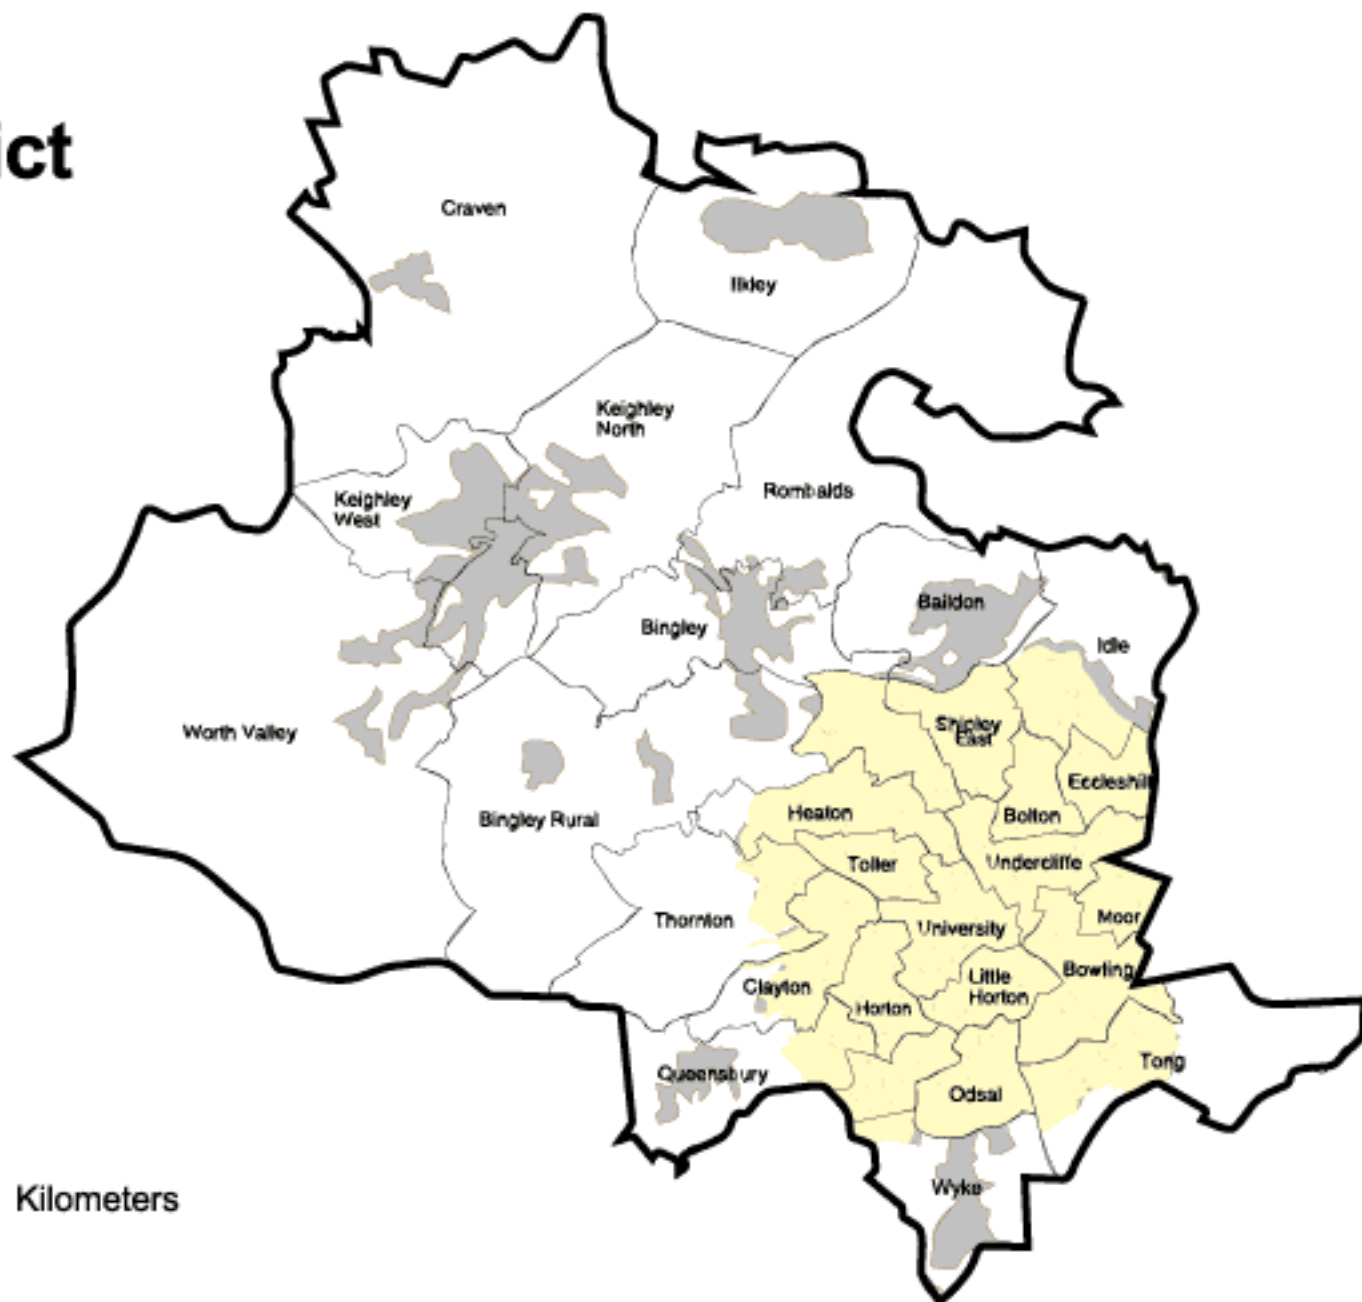 ict
Craven
Ilkley
Keighley
North
Keighley
West
Rombalds
Baildon
Bingley
Idle
Worth Valley
Shipley
East
Eccleshill
Bingley Rural
Heaton
Bolton
Toller
Undercliffe
Thornton
University
Moor
Clayton
Little
Horton
Bowling
Horton
Queensbury
Tong
Odsal
Wyke
Kilometers